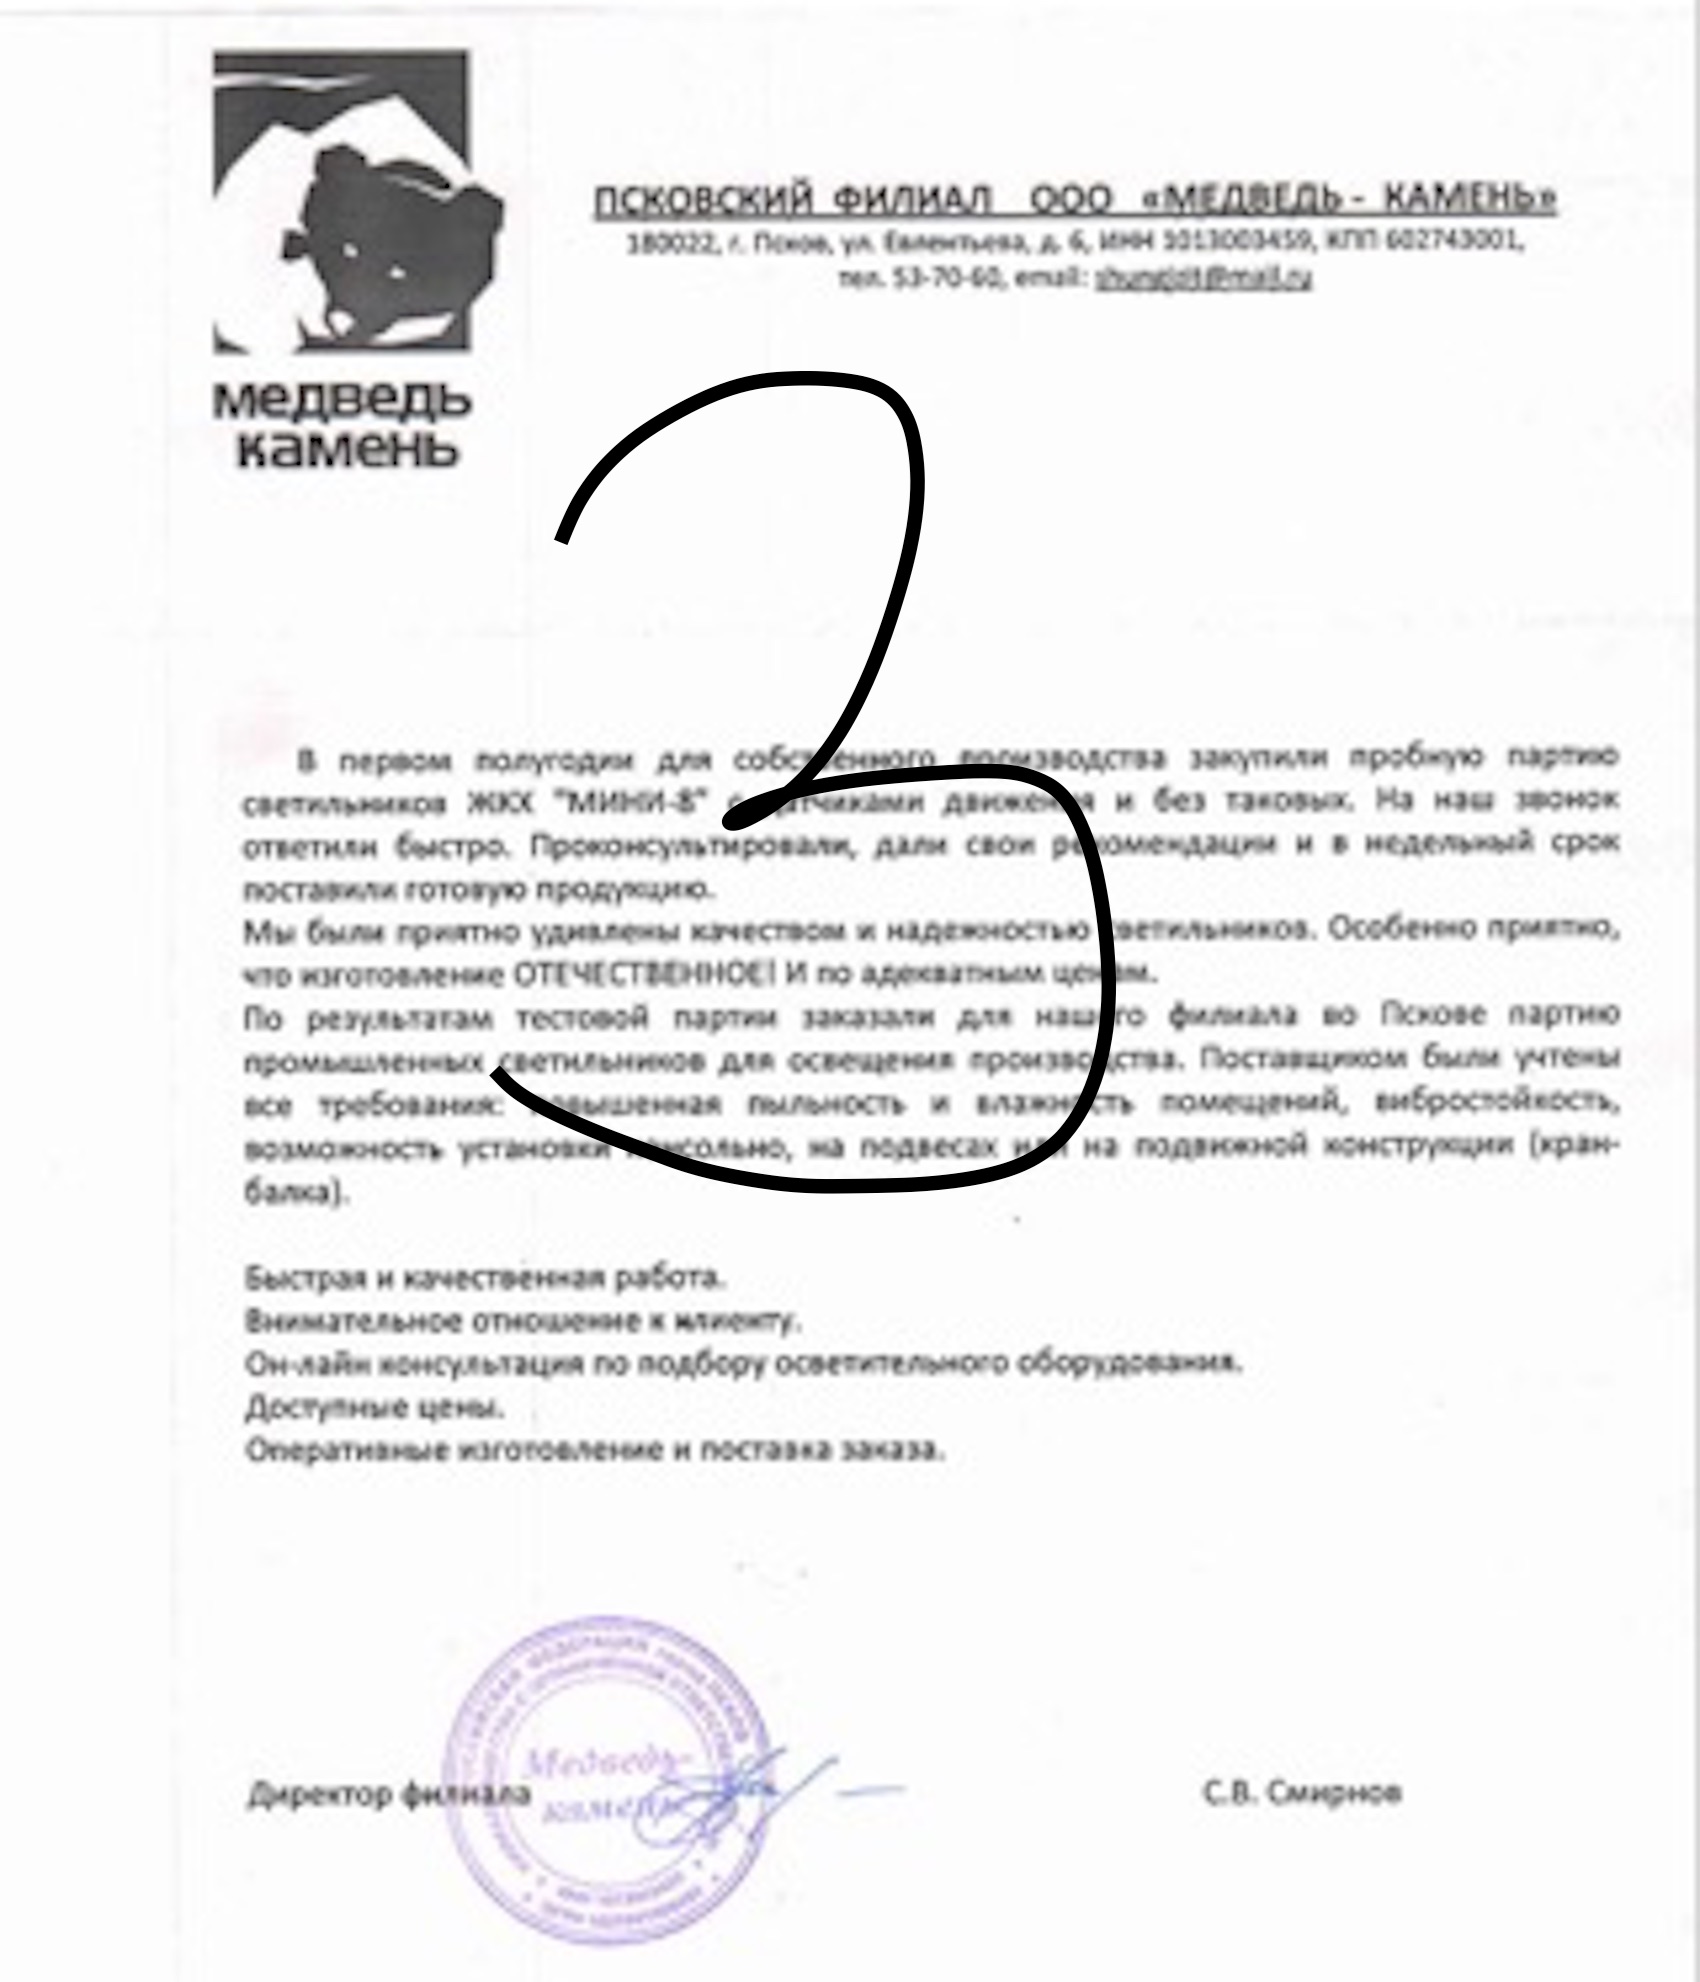 медведь
камень
ПСКОВСКИЙ ФИЛИАЛ ООО «МЕДВЕДЬ - КАМЕНЬ»
180022, г. Псков, ул. Евлентьева, д. 6, ИНН 1013003459, КПП 602743001,
тел. 53-70-60, email:
3
В первом полугодии для собственного производства закупили пробную партию
светильников ЖКХ "МИНИ-8" с датчиками движения и без таковых. На наш звонок
ответили быстро. Проконсультировали, дали свои рекомендации и в недельный срок
поставили готовую продукцию.
Мы были приятно удивлены качеством и надежностью светильников. Особенно приятно,
что изготовление ОТЕЧЕСТВЕННОЕ! И по адекватным ценам.
По результатам тестовой партии заказали для нашего филиала во Пскове партию
промышленных светильников для освещения производства. Поставщиком были учтены
все требования: повышенная пыльность и влажность помещений, вибростойкость,
возможность установки консольно, на подвесах или на подвижной конструкции (кран-
балка).
Быстрая и качественная работа.
Внимательное отношение к клиенту.
Он-лайн консультация по подбору осветительного оборудования.
Доступные цены.
Оперативные изготовление и поставка заказа.
Медведь-
камень
Директор филиала
С.В. Смирнов